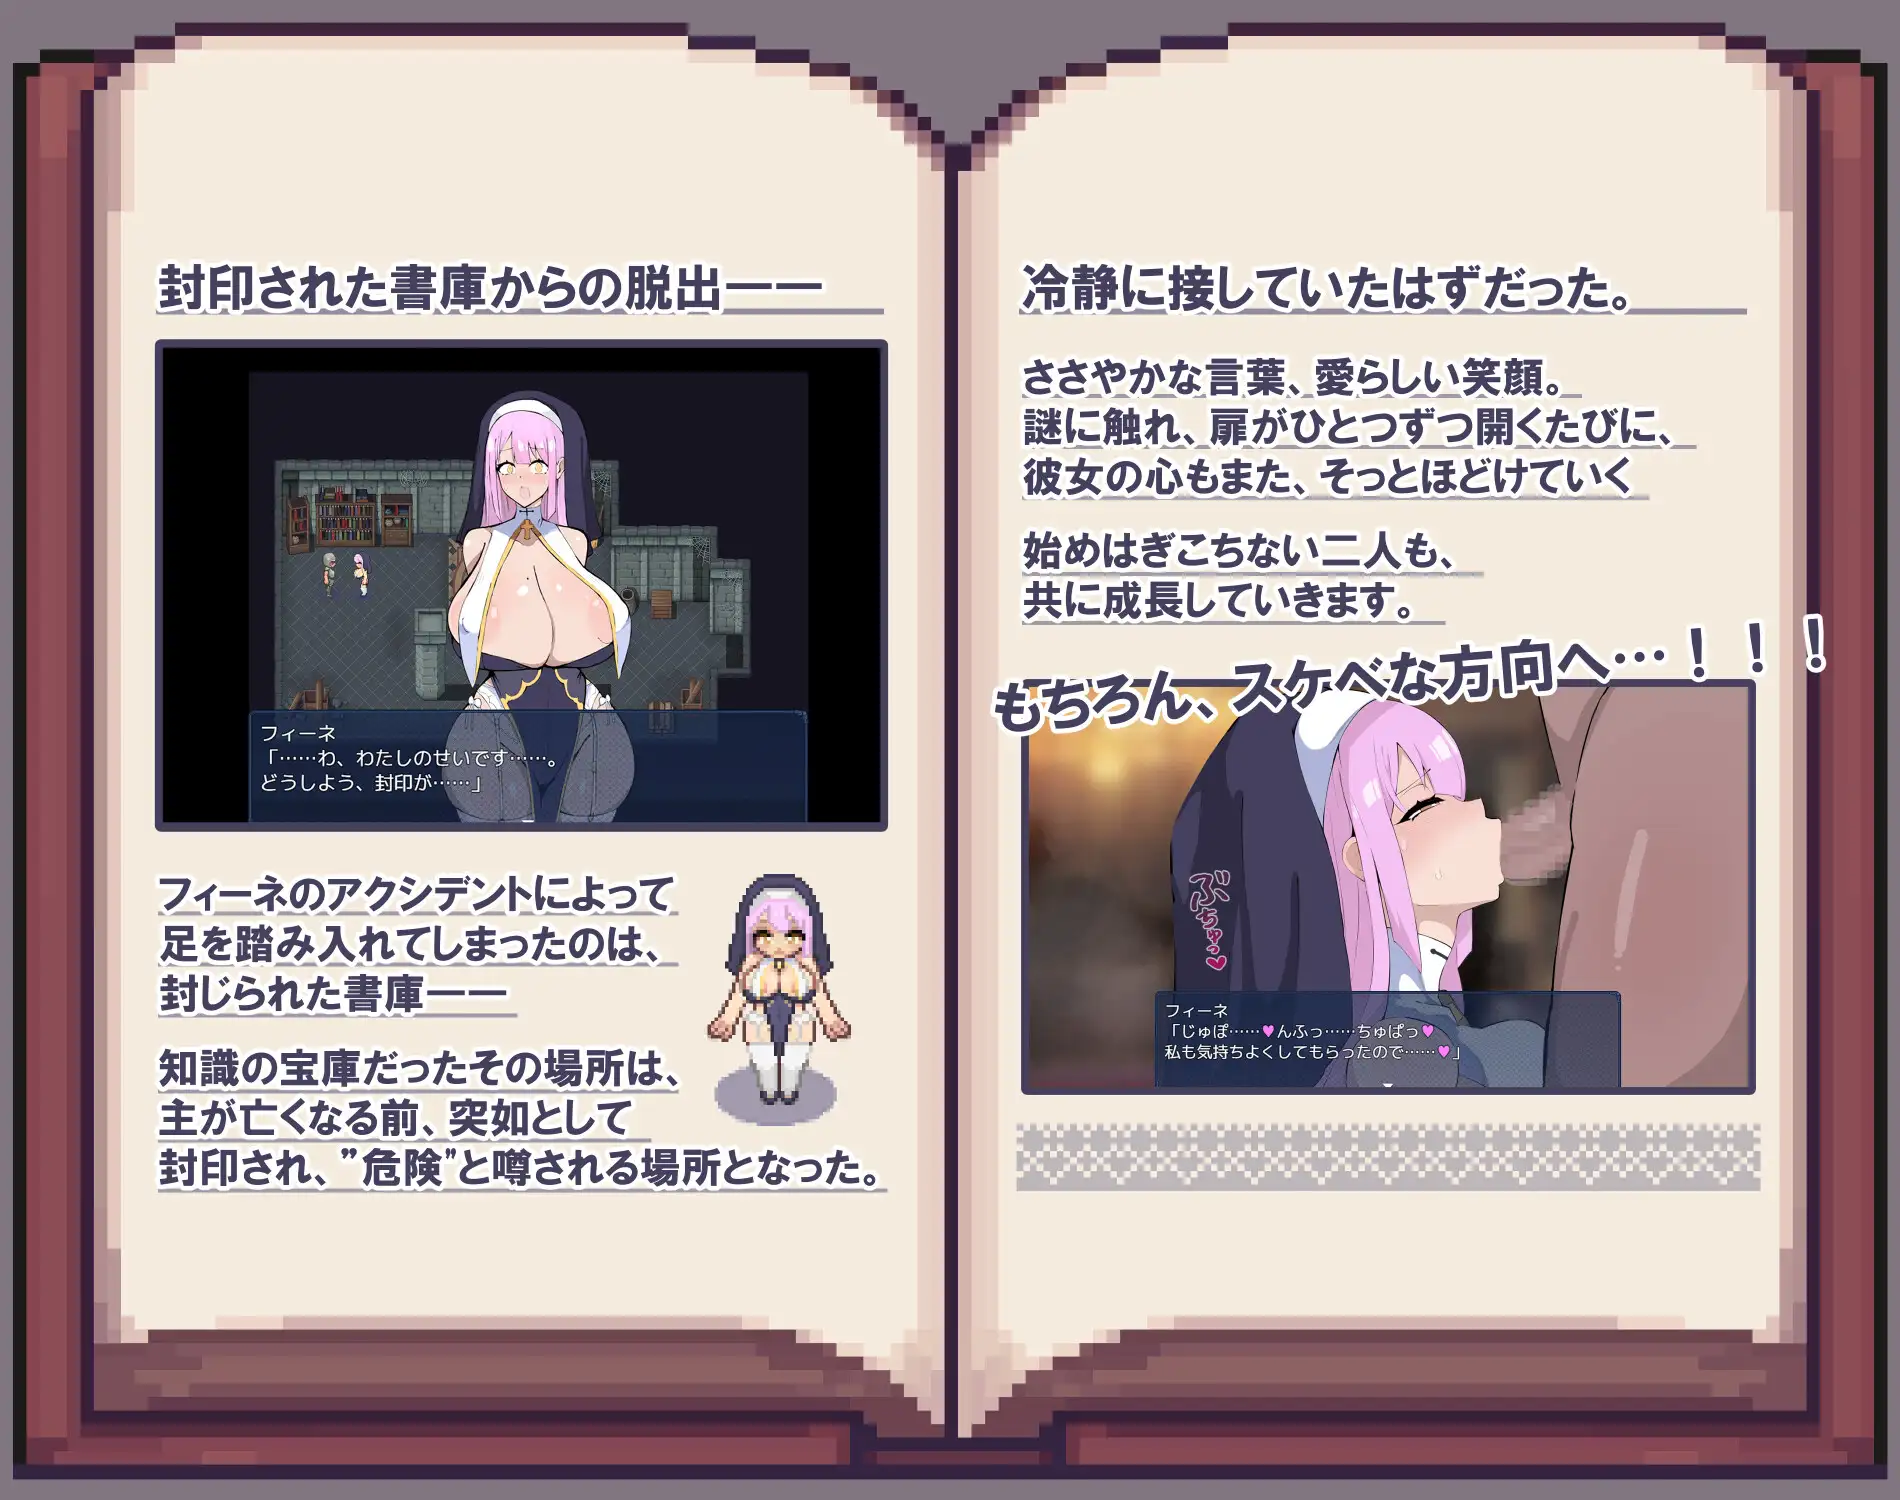 封印された書庫からの脱出――
フィーネ
「……わ、わたしのせいです……。
どうしよう、封印が……」
フィーネのアクシデントによって
足を踏み入れてしまったのは、
封じられた書庫――
知識の宝庫だったその場所は、
主が亡くなる前、突如として
封印され、”危険"と噂される場所となった。
冷静に接していたはずだった。
ささやかな言葉、愛らしい笑顔。
謎に触れ、扉がひとつずつ開くたびに、
彼女の心もまた、そっとほどけていく
始めはぎこちない二人も、
共に成長していきます。
もちろん、スケベな方向へ…！！！
ぶちゅっ♥
フィーネ
「じゅぽ……♥んふっ……ちゅぱっ♥
私も気持ちよくしてもらったので……♥」